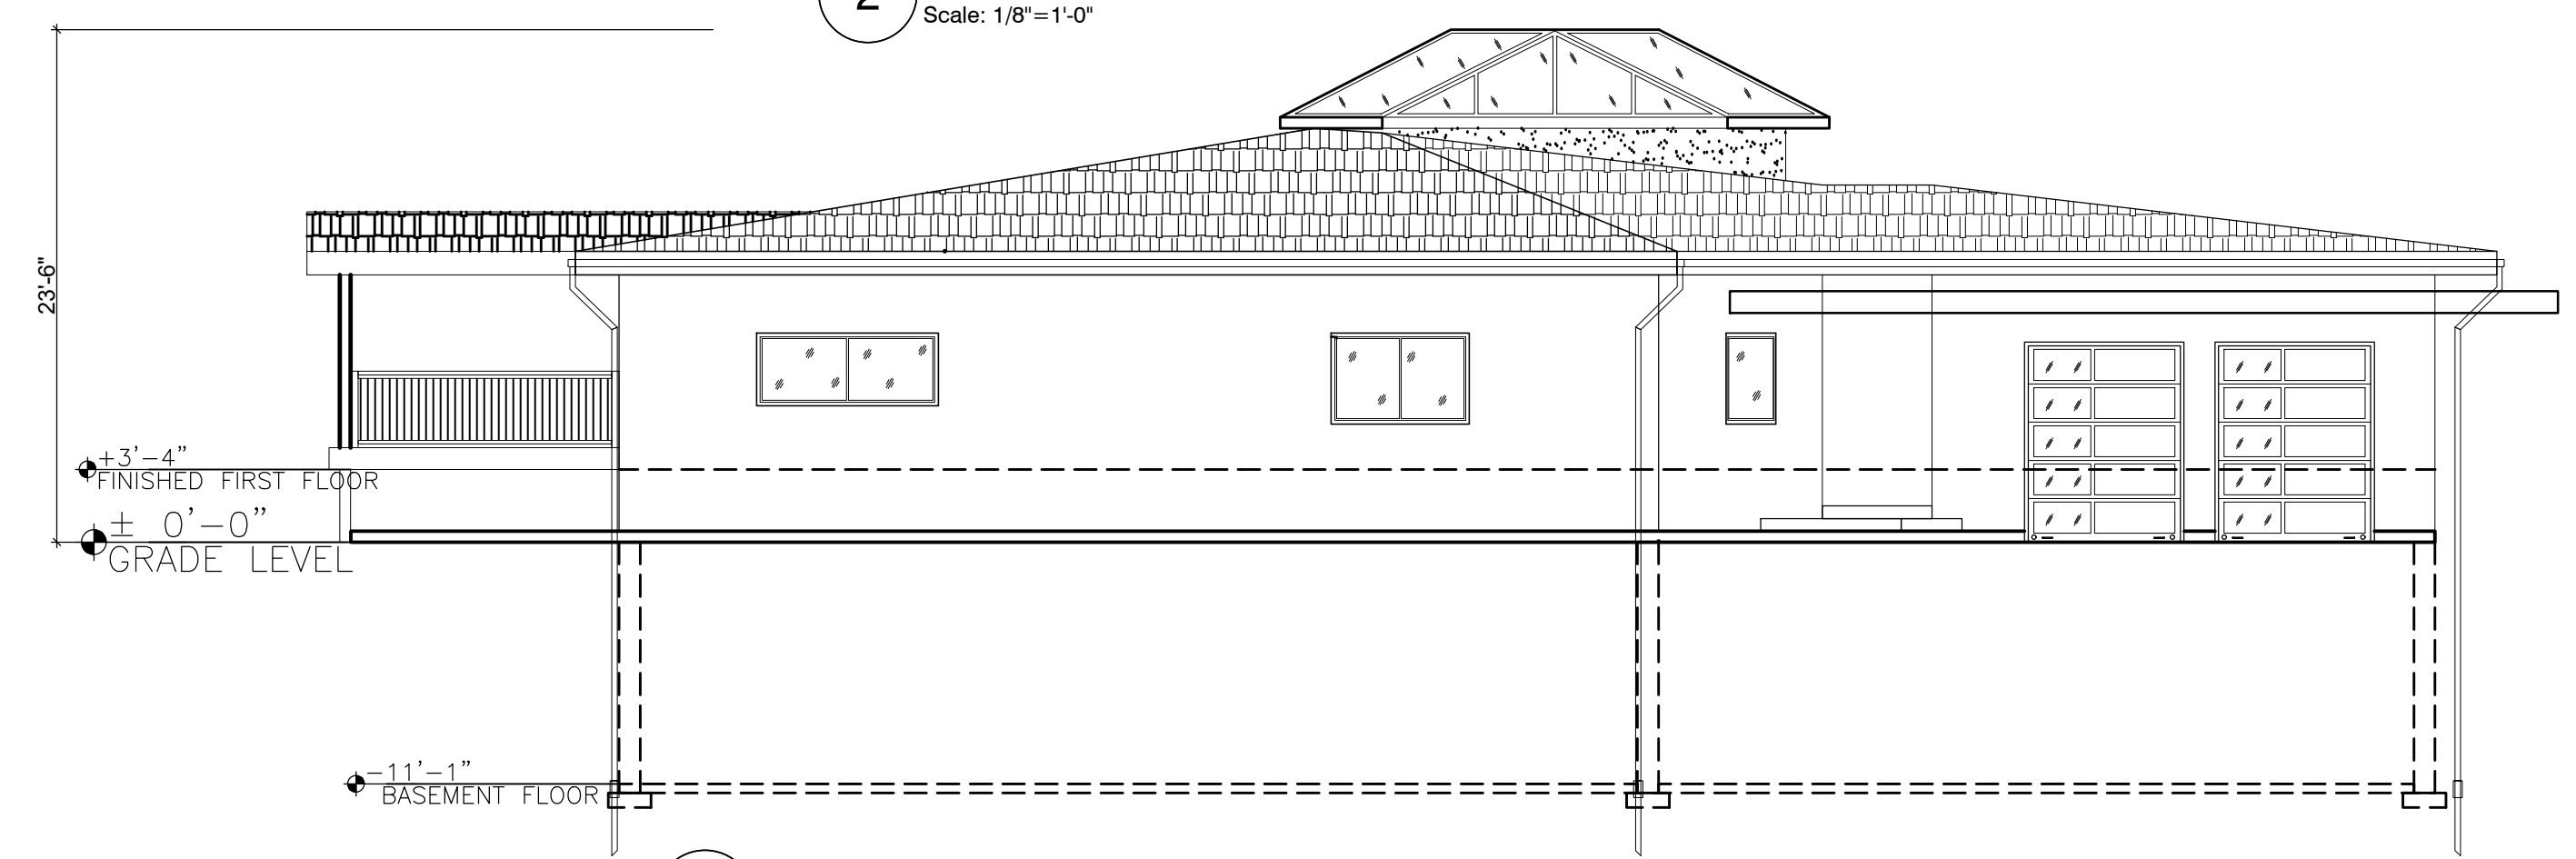 2
Scale: 1/8"=1'-0"
23'-6"
+3'-4"
FINISHED FIRST FLOOR
± 0'-0"
GRADE LEVEL
-11'-1"
BASEMENT FLOOR